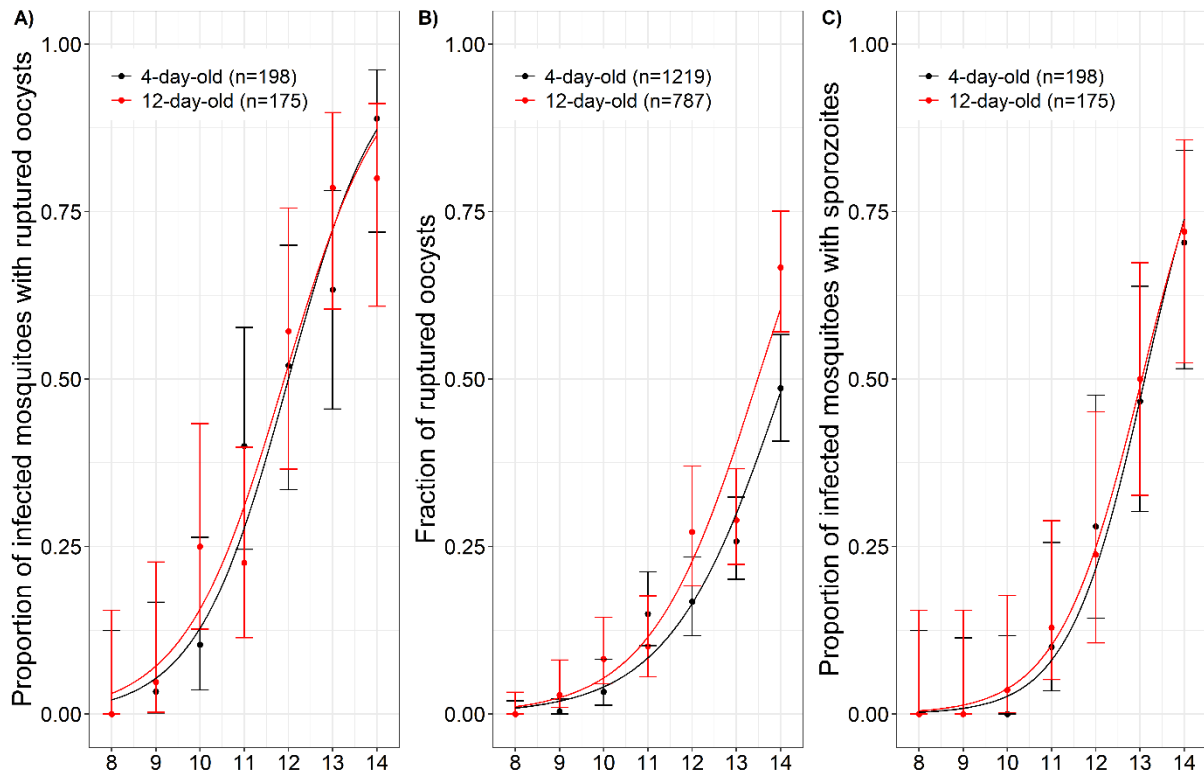 A)
Proportion of infected mosquitoes with ruptured oocysts
1.00
0.75
0.50
0.25
0.00
4-day-old (n=198)
12-day-old (n=175)
8 9 10 11 12 13 14
B)
Fraction of ruptured oocysts
1.00
0.75
0.50
0.25
0.00
4-day-old (n=1219)
12-day-old (n=787)
8 9 10 11 12 13 14
C)
Proportion of infected mosquitoes with sporozoites
1.00
0.75
0.50
0.25
0.00
4-day-old (n=198)
12-day-old (n=175)
8 9 10 11 12 13 14